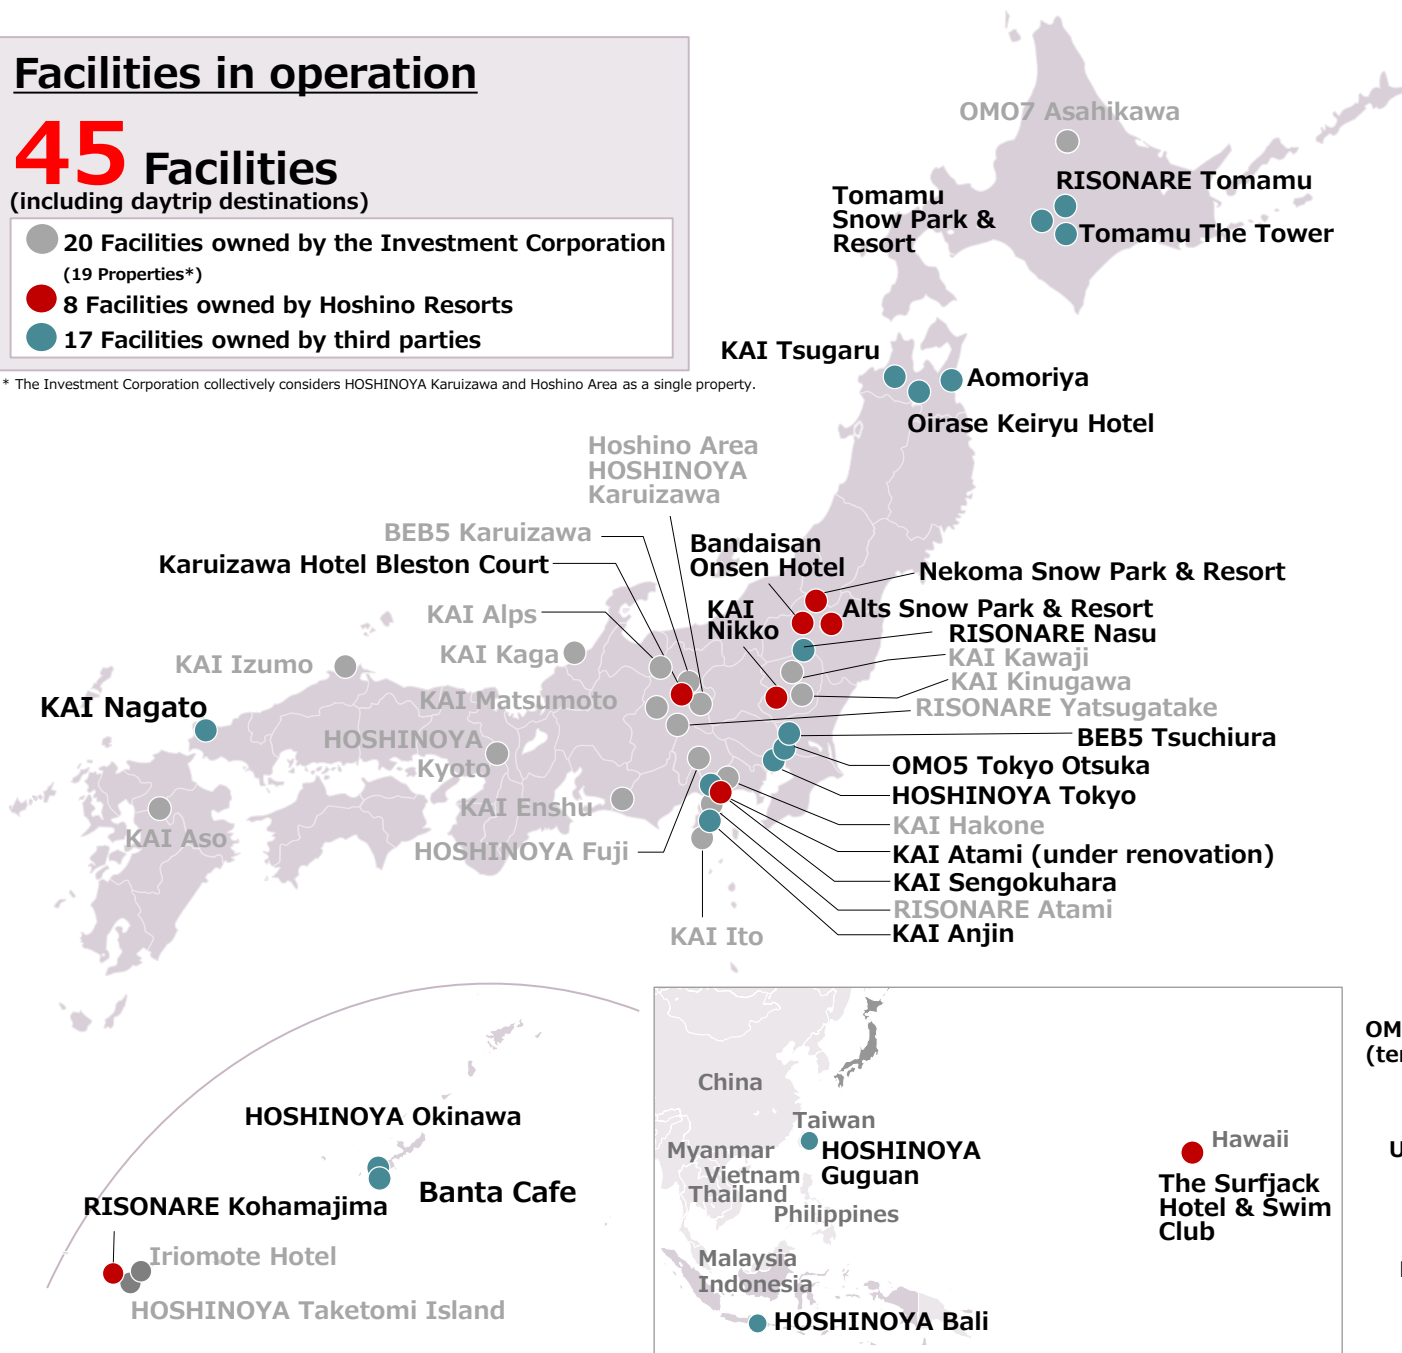 Facilities in operation
45 Facilities
(including daytrip destinations)
20 Facilities owned by the Investment Corporation
(19 Properties*)
8 Facilities owned by Hoshino Resorts
17 Facilities owned by third parties
* The Investment Corporation collectively considers HOSHINOYA Karuizawa and Hoshino Area as a single property.
OMO7 Asahikawa
RISONARE Tomamu
Tomamu
Snow Park &
Resort
Tomamu The Tower
KAI Tsugaru
Aomoriya
Oirase Keiryu Hotel
Hoshino Area
HOSHINOYA
Karuizawa
BEB5 Karuizawa
Karuizawa Hotel Bleston Court
Bandaisan
Onsen Hotel
Nekoma Snow Park & Resort
KAI
Nikko
Alts Snow Park & Resort
RISONARE Nasu
KAI Alps
KAI Kaga
KAI Izumo
KAI Kawaji
KAI Kinugawa
KAI Matsumoto
RISONARE Yatsugatake
KAI Nagato
HOSHINOYA
Kyoto
BEB5 Tsuchiura
OMO5 Tokyo Otsuka
HOSHINOYA Tokyo
KAI Enshu
KAI Aso
KAI Hakone
HOSHINOYA Fuji
KAI Atami (under renovation)
KAI Sengokuhara
RISONARE Atami
KAI Ito
KAI Anjin
HOSHINOYA Okinawa
Banta Cafe
RISONARE Kohamajima
Iriomote Hotel
HOSHINOYA Taketomi Island
China
Taiwan
HOSHINOYA
Guguan
Myanmar
Vietnam
Thailand
Philippines
Malaysia
Indonesia
HOSHINOYA Bali
Hawaii
The Surfjack
Hotel & Swim
Club
OM
(te
U